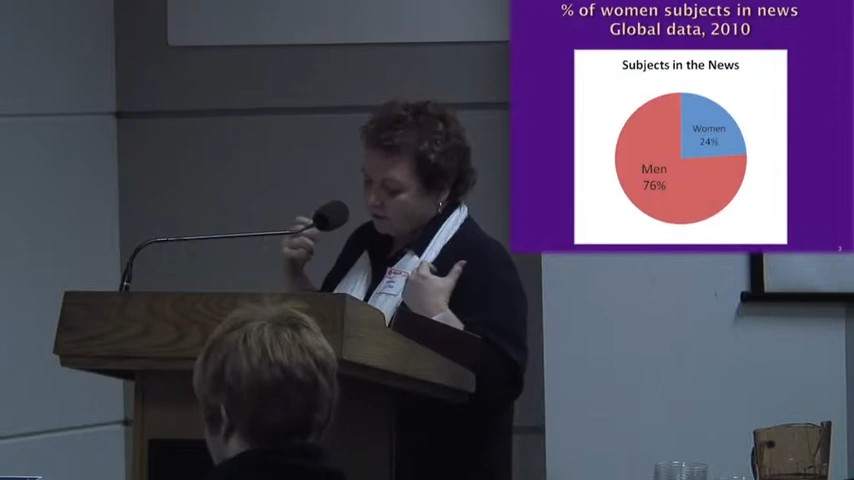 % of women subjects in news
Global data, 2010
Subjects in the News
Women
24%
Men
76%